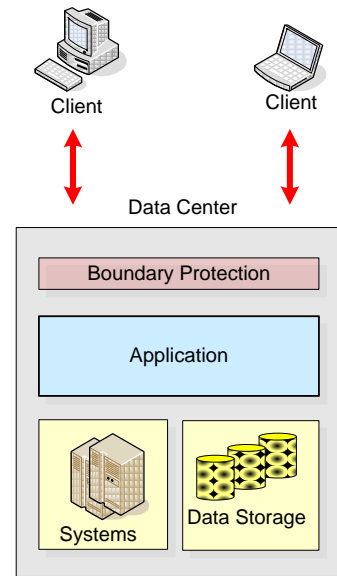 Client
Client
Data Center
Boundary Protection
Application
Systems
Data Storage